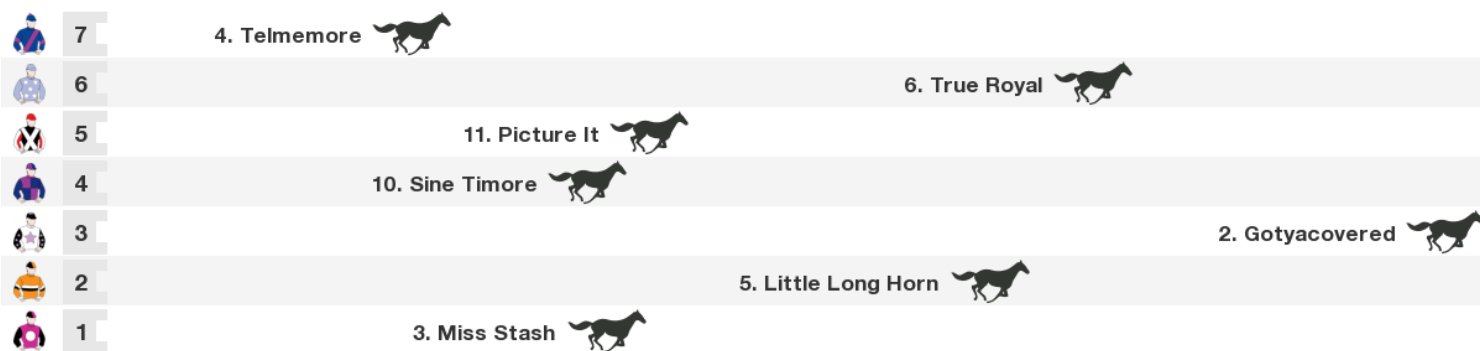 7 4. Telmemore
6 6. True Royal
5 11. Picture It
4 10. Sine Timore
3 2. Gotyacovered
2 5. Little Long Horn
1 3. Miss Stash